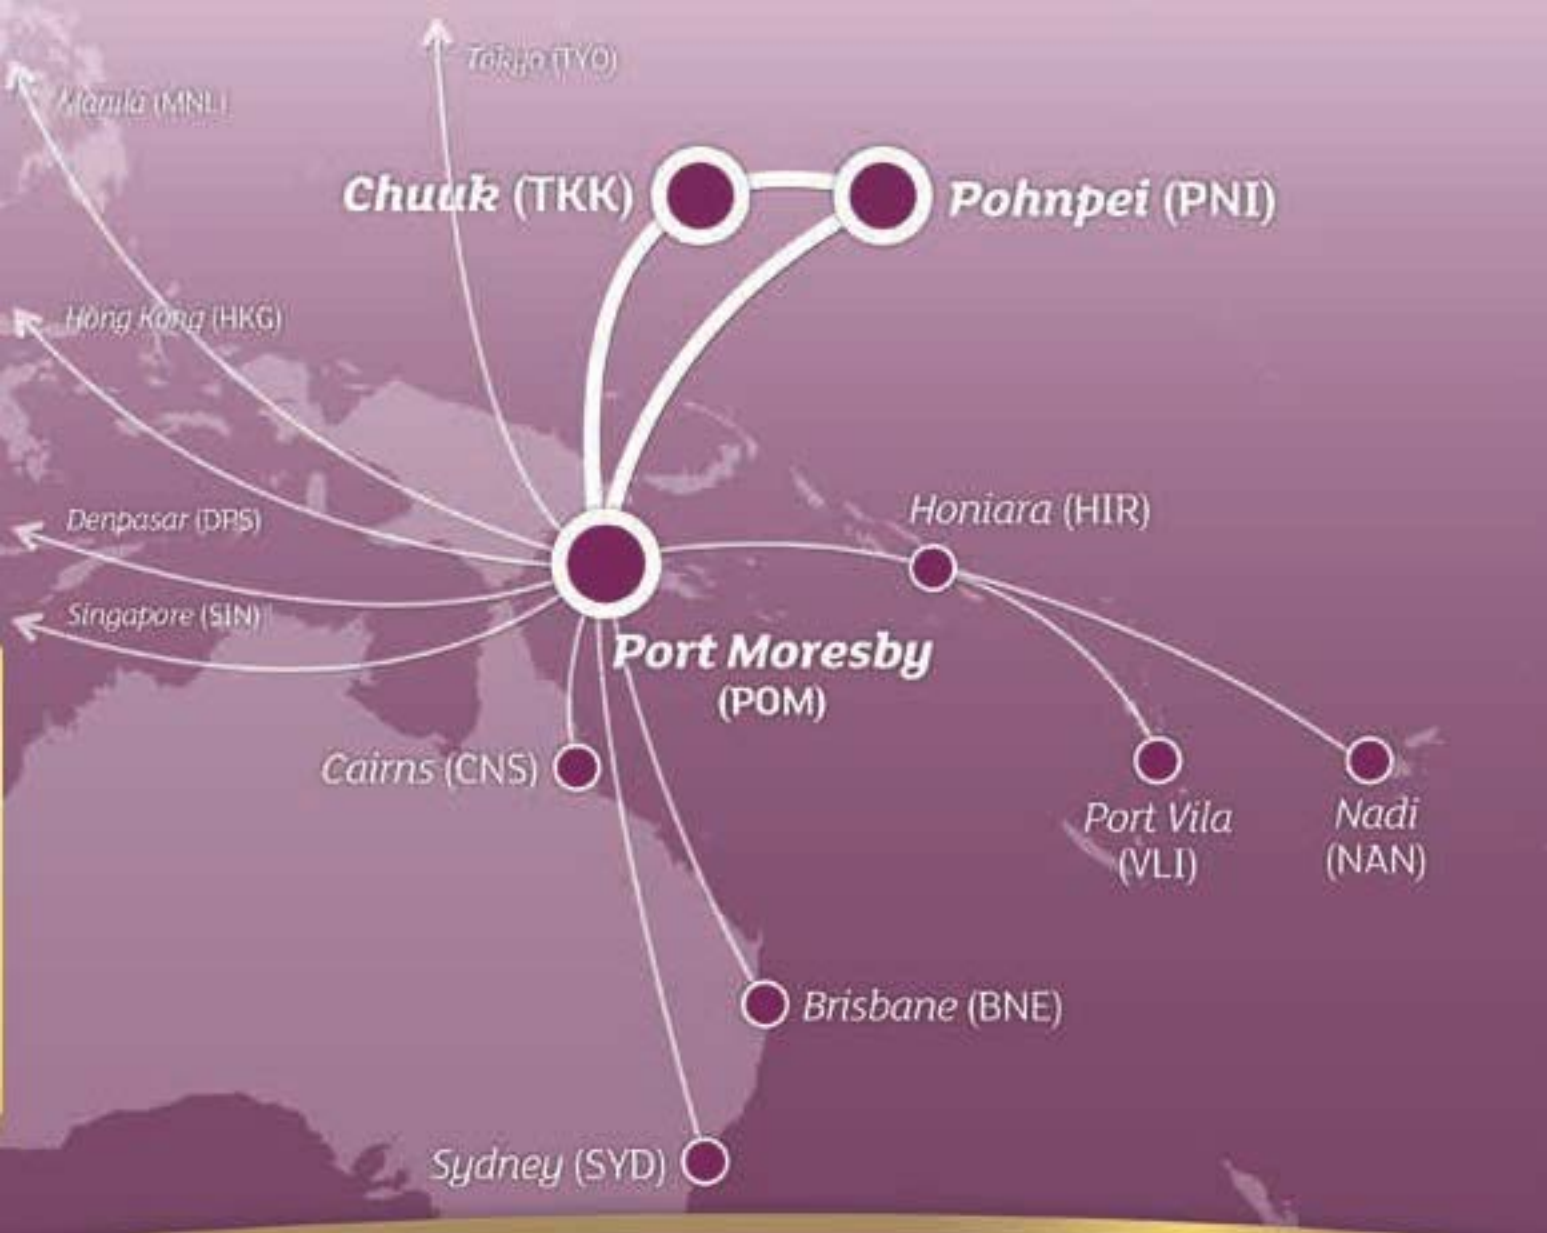 Tokyo (TYO)
Manila (MNL)
Chuuk (TKK)
Pohnpei (PNI)
Hong Kong (HKG)
Honiara (HIR)
Denpasar (DPS)
Singapore (SIN)
Port Moresby
(POM)
Cairns (CNS)
Port Vila
(VLI)
Nadi
(NAN)
Brisbane (BNE)
Sydney (SYD)